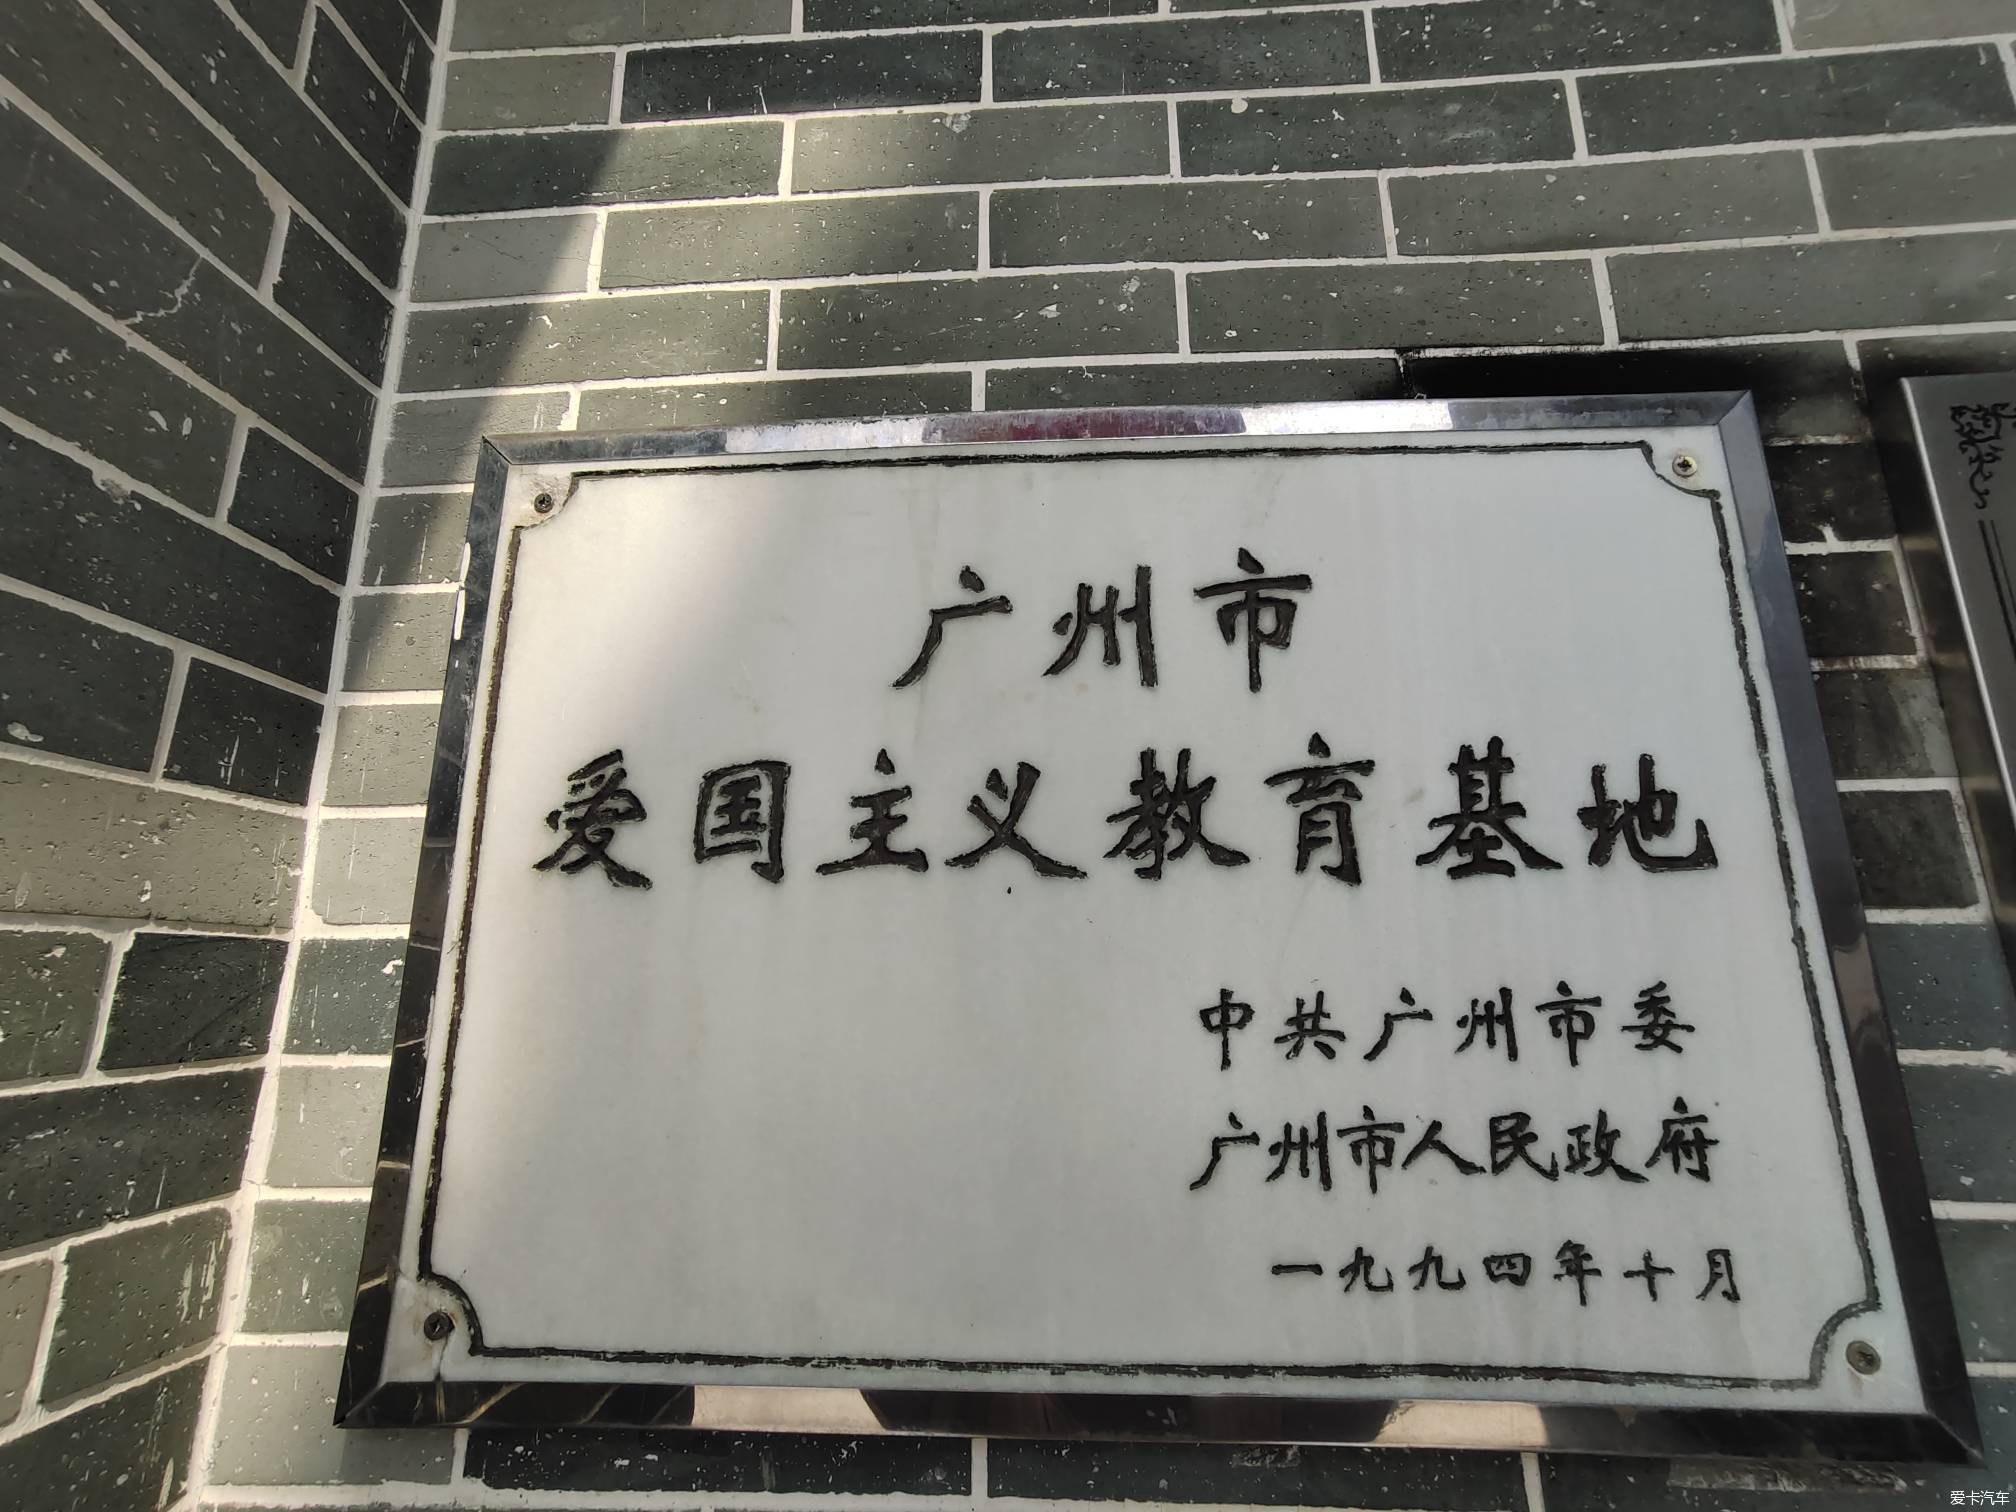 广州市
爱国主义教育基地
中共广州市委
广州市人民政府
一九九四年十月
爱卡汽车